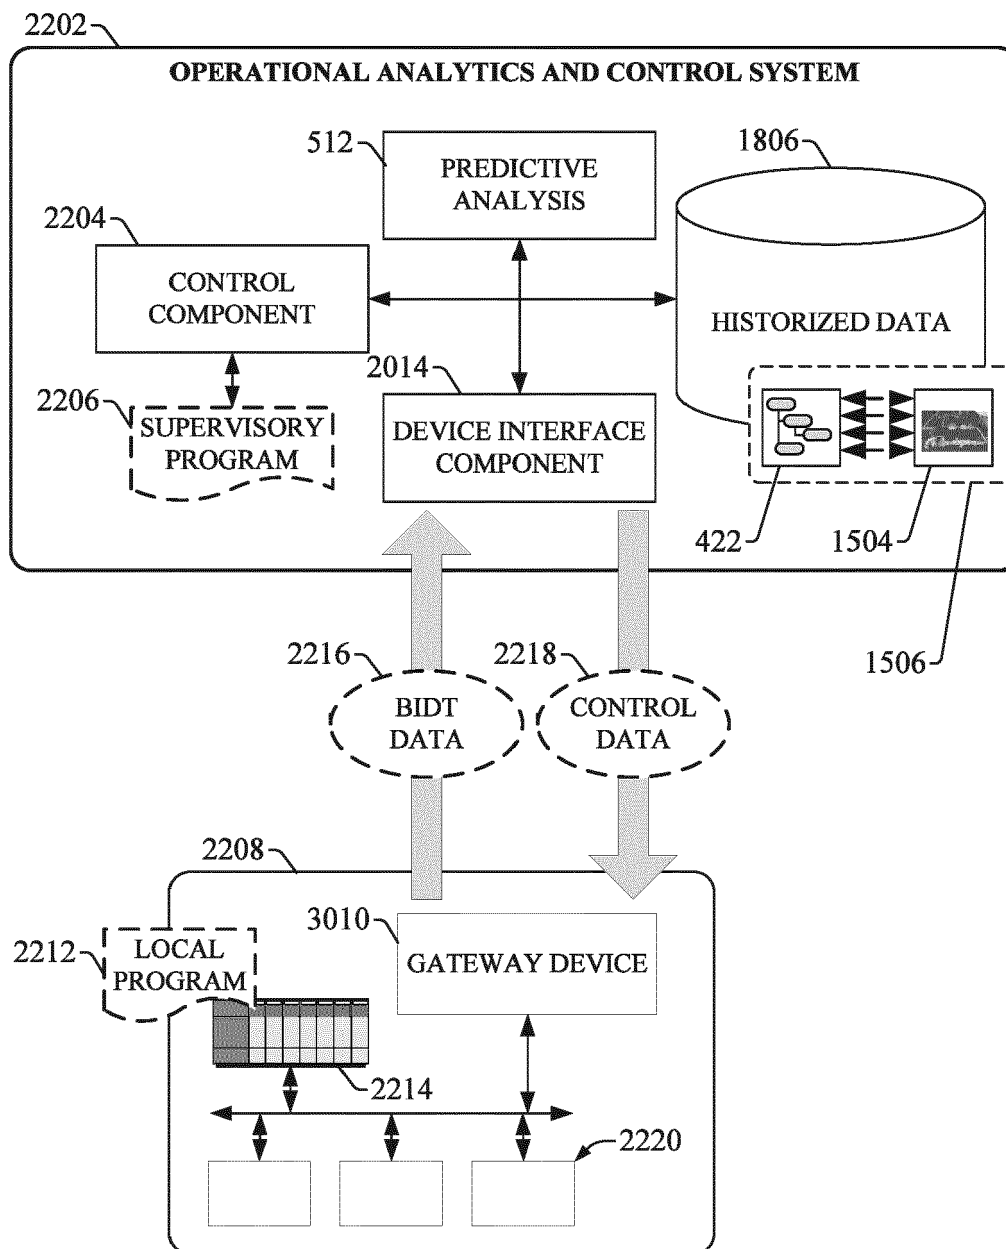 2202
OPERATIONAL ANALYTICS AND CONTROL SYSTEM
512
PREDICTIVE
ANALYSIS
1806
2204
CONTROL
COMPONENT
HISTORIZED DATA
2014
2206
SUPERVISORY
PROGRAM
DEVICE INTERFACE
COMPONENT
422
1504
1506
2216
BIDT
DATA
2218
CONTROL
DATA
2208
2212
LOCAL
PROGRAM
3010
GATEWAY DEVICE
2214
2220